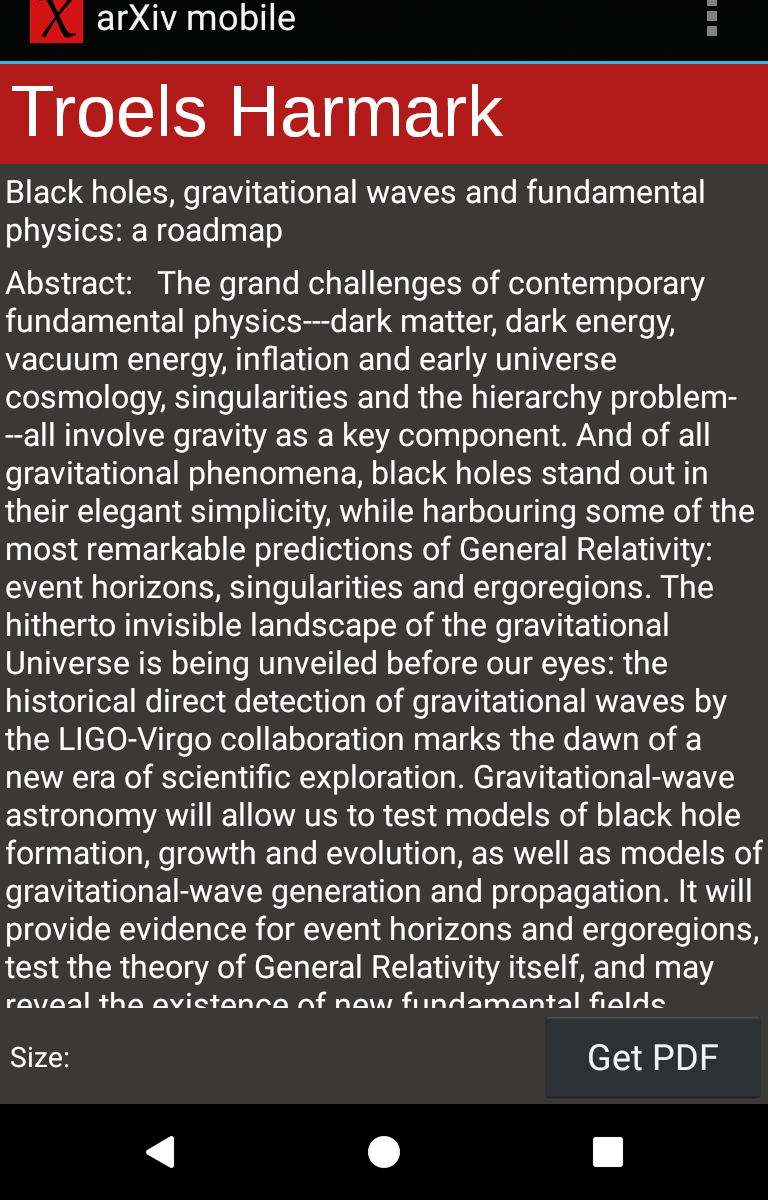 arXiv mobile
Troels Harmark
Black holes, gravitational waves and fundamental
physics: a roadmap
Abstract:   The grand challenges of contemporary
fundamental physics---dark matter, dark energy,
vacuum energy, inflation and early universe
cosmology, singularities and the hierarchy problem-
--all involve gravity as a key component. And of all
gravitational phenomena, black holes stand out in
their elegant simplicity, while harbouring some of the
most remarkable predictions of General Relativity:
event horizons, singularities and ergoregions. The
hitherto invisible landscape of the gravitational
Universe is being unveiled before our eyes: the
historical direct detection of gravitational waves by
the LIGO-Virgo collaboration marks the dawn of a
new era of scientific exploration. Gravitational-wave
astronomy will allow us to test models of black hole
formation, growth and evolution, as well as models of
gravitational-wave generation and propagation. It will
provide evidence for event horizons and ergoregions,
test the theory of General Relativity itself, and may
reveal the existence of new fundamental fields.
Size:
Get PDF